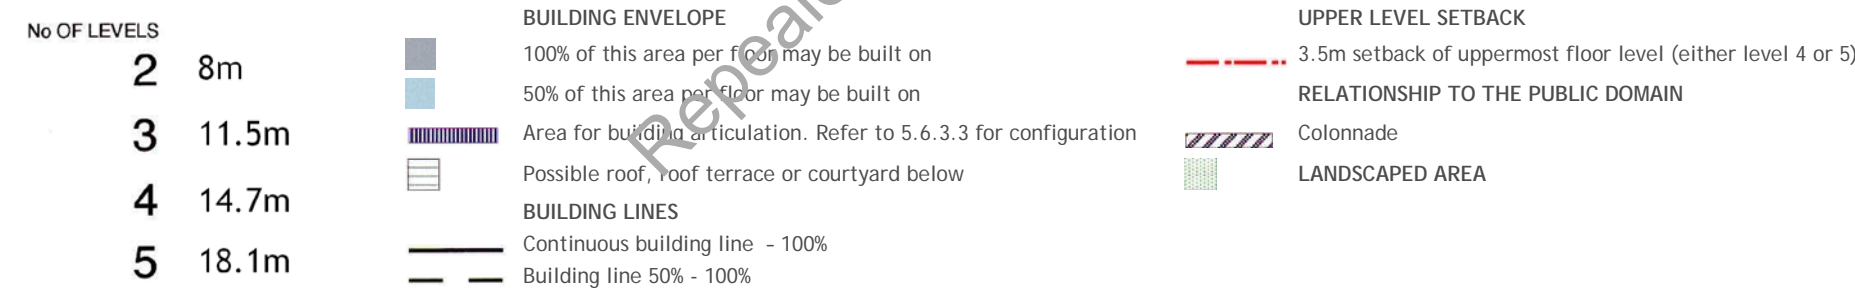 No OF LEVELS
2 8m
3 11.5m
4 14.7m
5 18.1m
BUILDING ENVELOPE
100% of this area per floor may be built on
50% of this area per floor may be built on
Area for building articulation. Refer to 5.6.3.3 for configuration
Possible roof, roof terrace or courtyard below
BUILDING LINES
Continuous building line – 100%
Building line 50% - 100%
UPPER LEVEL SETBACK
3.5m setback of uppermost floor level (either level 4 or 5)
RELATIONSHIP TO THE PUBLIC DOMAIN
Colonnade
LANDSCAPED AREA